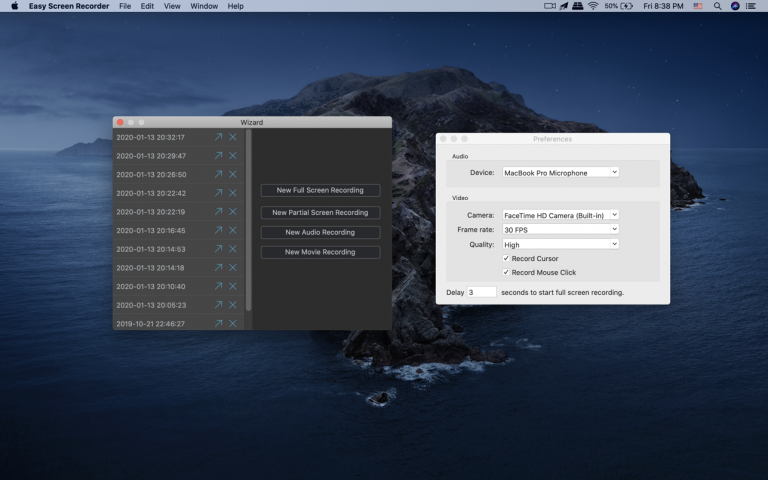 Easy Screen Recorder File Edit View Window Help 50% Fri 8:38 PM
Wizard
2020-01-13 20:32:17
2020-01-13 20:29:47
2020-01-13 20:26:50
2020-01-13 20:22:42
2020-01-13 20:22:19
2020-01-13 20:16:45
2020-01-13 20:14:53
2020-01-13 20:14:18
2020-01-13 20:10:40
2020-01-13 20:05:23
2019-10-21 22:46:27
New Full Screen Recording
New Partial Screen Recording
New Audio Recording
New Movie Recording
Preferences
Audio
Device: MacBook Pro Microphone
Video
Camera: FaceTime HD Camera (Built-in)
Frame rate: 30 FPS
Quality: High
Record Cursor
Record Mouse Click
Delay 3 seconds to start full screen recording.